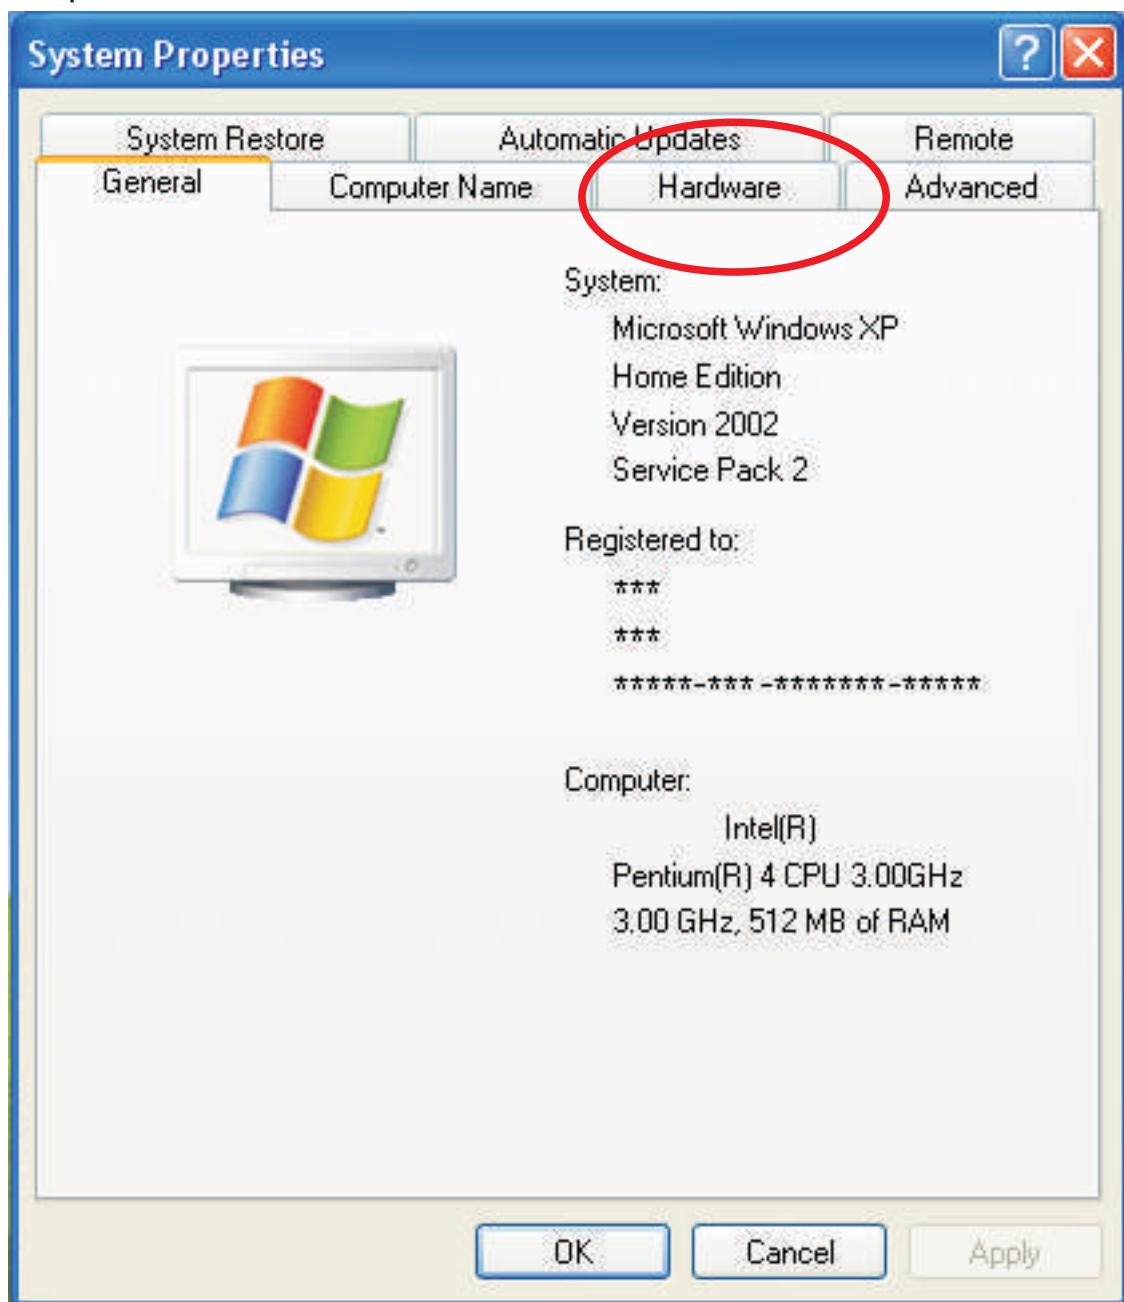 System Properties
System Restore
Automatic Updates
Remote
General
Computer Name
Hardware
Advanced
System:
Microsoft Windows XP
Home Edition
Version 2002
Service Pack 2
Registered to:
***
***
*****-*** -*******-*****
Computer:
Intel(R)
Pentium(R) 4 CPU 3.00GHz
3.00 GHz, 512 MB of RAM
OK
Cancel
Apply